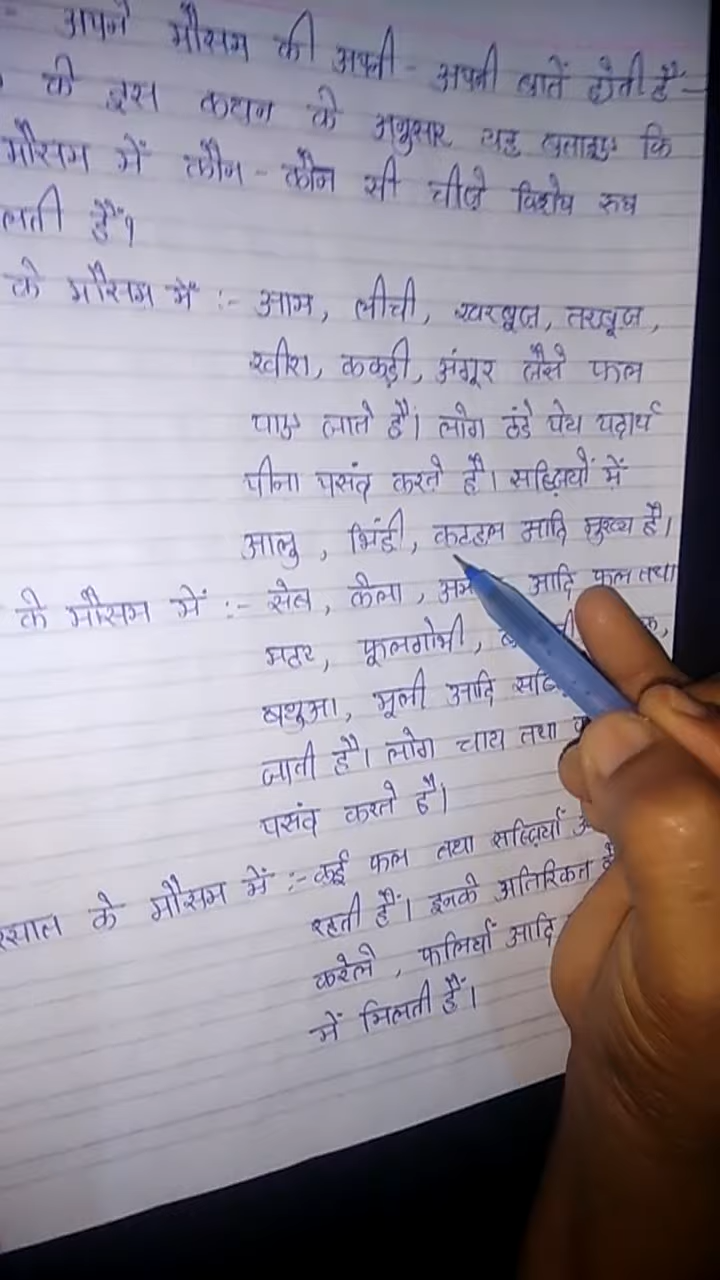 अपने मौसम की अपनी - अपनी बातें होती हैं -
के इस कथन के अनुसार यह बताइए कि
मौसम में कौन - कौन सी चीजे विशेष रुप
लती हैं?
के मौसम में :- आम, लीची, खरबूज, तरबूज,
खीरा, ककड़ी, अंगूर जैसे फल
पाए जाते हैं। लोग ठंडे पेय पदार्थ
पीना पसंद करते है। सब्ज़ियों में
आलु, भिंडी, कटहल आदि मुख्य है।
के मौसम में :- सेब, केला, आदि फल तथा
मटर, फूलगोभी,
बथुआ, मूली आदि
जाती है। लोग चाय तथा
पसंद करते है।
रसात के मौसम में :- कई फल तथा सब्ज़ियाँ
रहती हैं। इनके अतिरिक्त
करेले, फलियाँ आदि
में मिलती हैं।